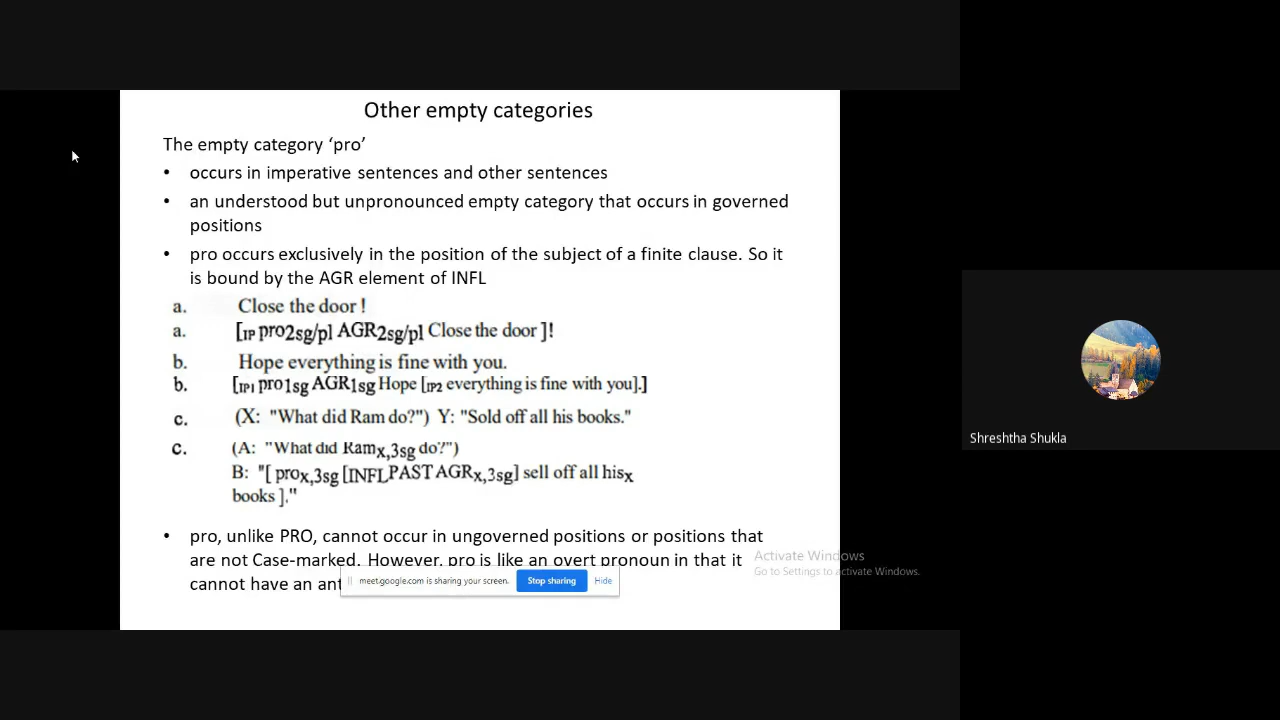 Other empty categories
The empty category ‘pro’
• occurs in imperative sentences and other sentences
• an understood but unpronounced empty category that occurs in governed
positions
• pro occurs exclusively in the position of the subject of a finite clause. So it
is bound by the AGR element of INFL
a. Close the door !
a. [IP pro2sg/pl AGR2sg/pl Close the door ]!
b. Hope everything is fine with you.
b. [IP1 pro1sg AGR1sg Hope [IP2 everything is fine with you].]
c. (X: "What did Ram do?") Y: "Sold off all his books."
c. (A: "What did Ramx,3sg do?")
B: "[ prox,3sg [INFLPAST AGRx,3sg] sell off all hisx
books ]."
• pro, unlike PRO, cannot occur in ungoverned positions or positions that
are not Case-marked. However, pro is like an overt pronoun in that it
cannot have an
meet.google.com is sharing your screen. Stop sharing Hide
Activate Windows
Go to Settings to activate Windows.
Shreshtha Shukla